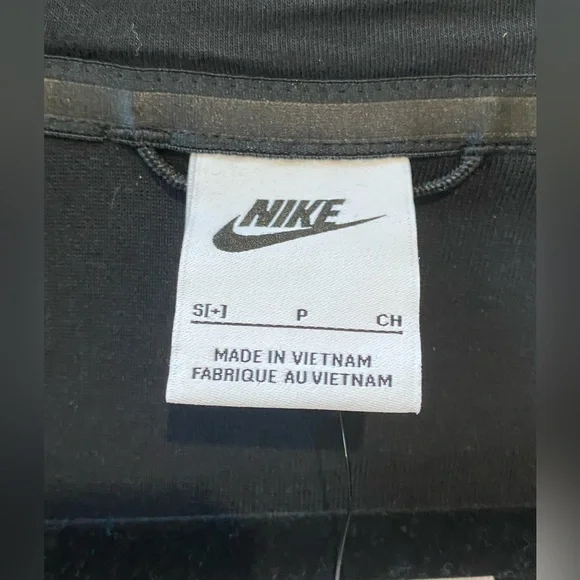 NIKE
S[+] P CH
MADE IN VIETNAM
FABRIQUE AU VIETNAM